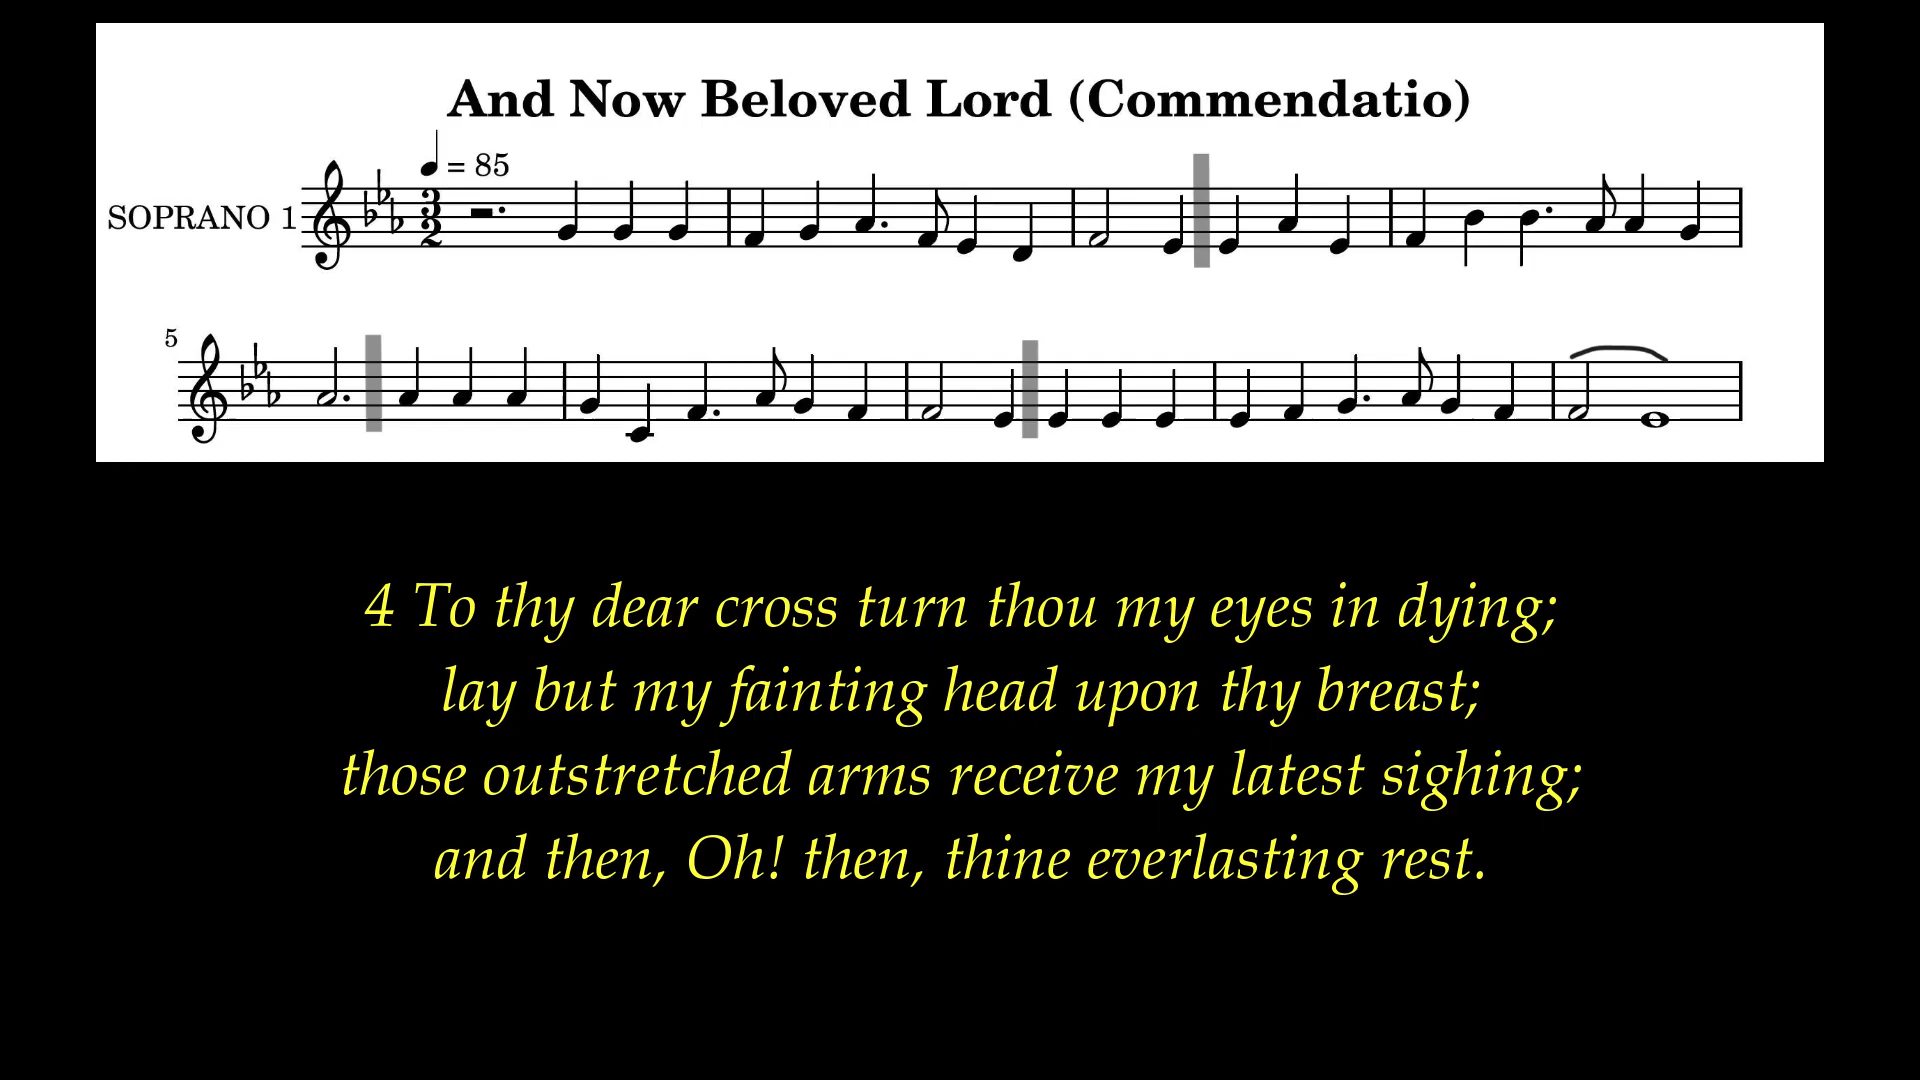 And Now Beloved Lord (Commendatio)
= 85
SOPRANO 1
3
2
5
4 To thy dear cross turn thou my eyes in dying;
lay but my fainting head upon thy breast;
those outstretched arms receive my latest sighing;
and then, Oh! then, thine everlasting rest.